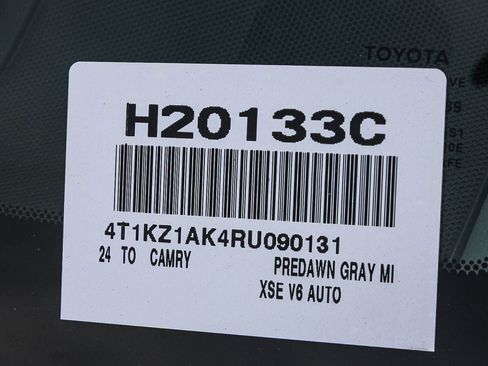 TOYOTA
H20133C
4T1KZ1AK4RU090131
24 TO CAMRY PREDAWN GRAY MI
XSE V6 AUTO